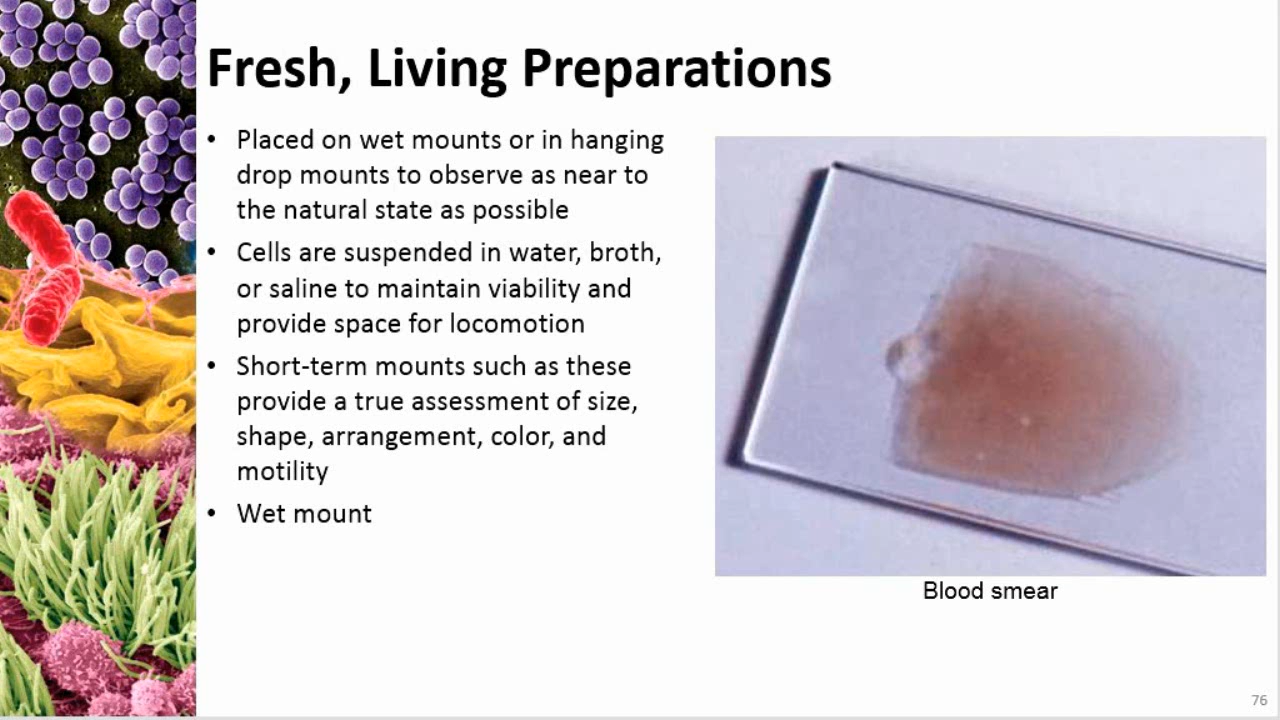 Fresh, Living Preparations
• Placed on wet mounts or in hanging
drop mounts to observe as near to
the natural state as possible
• Cells are suspended in water, broth,
or saline to maintain viability and
provide space for locomotion
• Short-term mounts such as these
provide a true assessment of size,
shape, arrangement, color, and
motility
• Wet mount
Blood smear
76